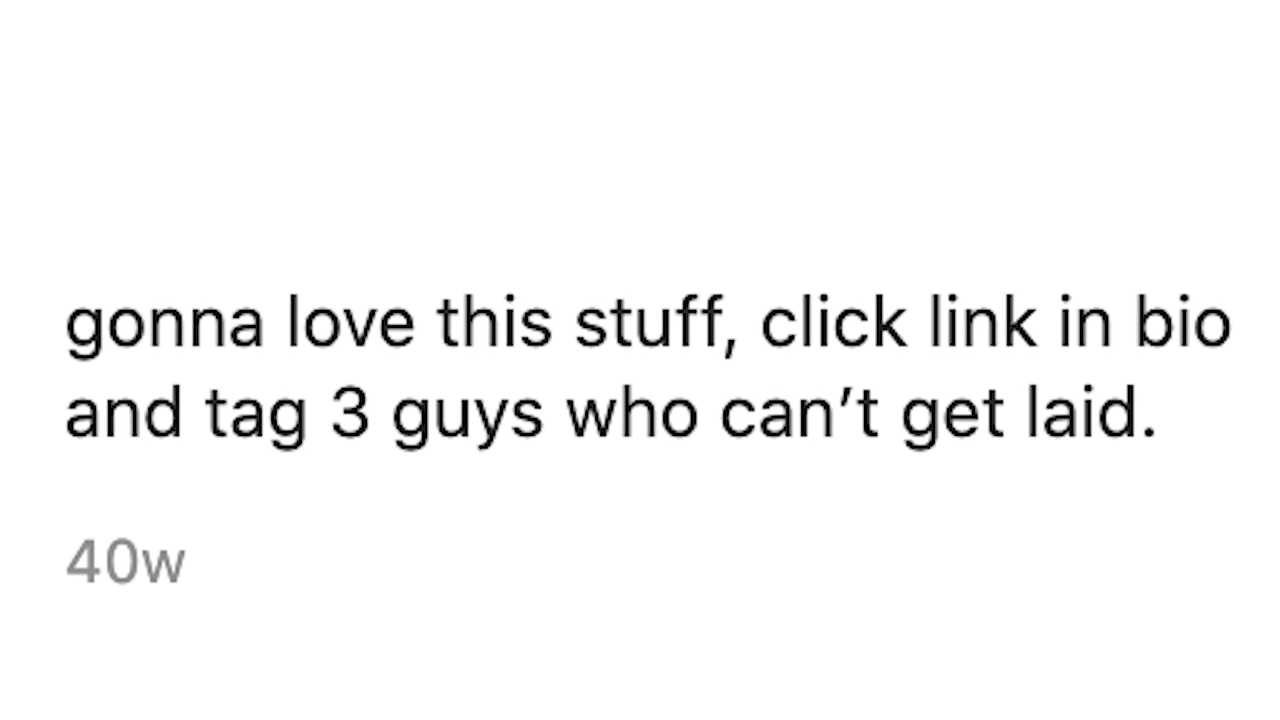 gonna love this stuff, click link in bio
and tag 3 guys who can’t get laid.
40w